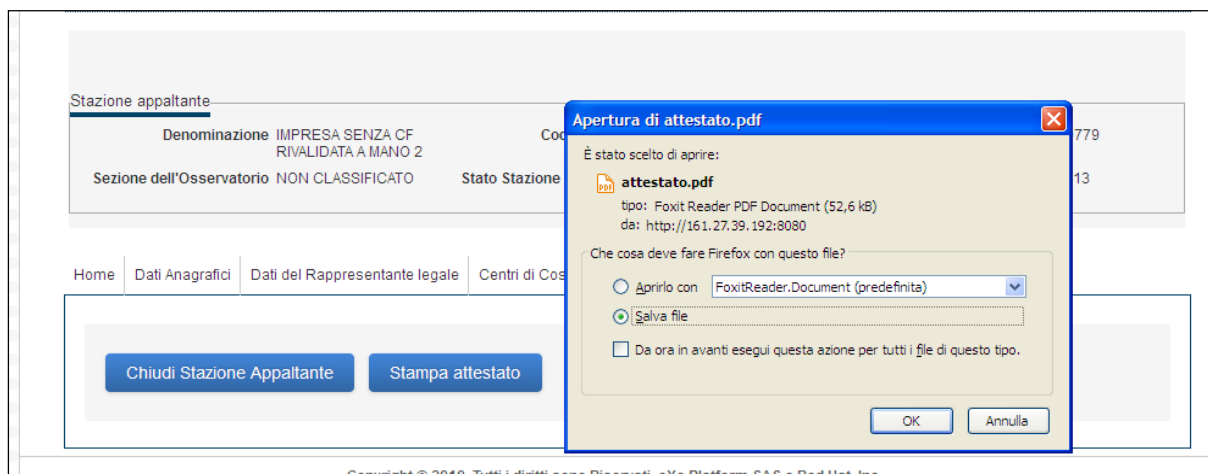 Stazione appaltante
Denominazione IMPRESA SENZA CF
RIVALIDATA A MANO 2
779
Sezione dell'Osservatorio NON CLASSIFICATO Stato Stazione
13
Home Dati Anagrafici Dati del Rappresentante legale Centri di
Chiudi Stazione Appaltante Stampa attestato
Apertura di attestato.pdf
È stato scelto di aprire:
attestato.pdf
tipo: Foxit Reader PDF Document (52,6 kB)
da: http://161.27.39.192:8080
Che cosa deve fare Firefox con questo file?
Aprirlo con FoxitReader.Document (predefinita)
Salva file
Da ora in avanti esegui questa azione per tutti i file di questo tipo.
OK Annulla